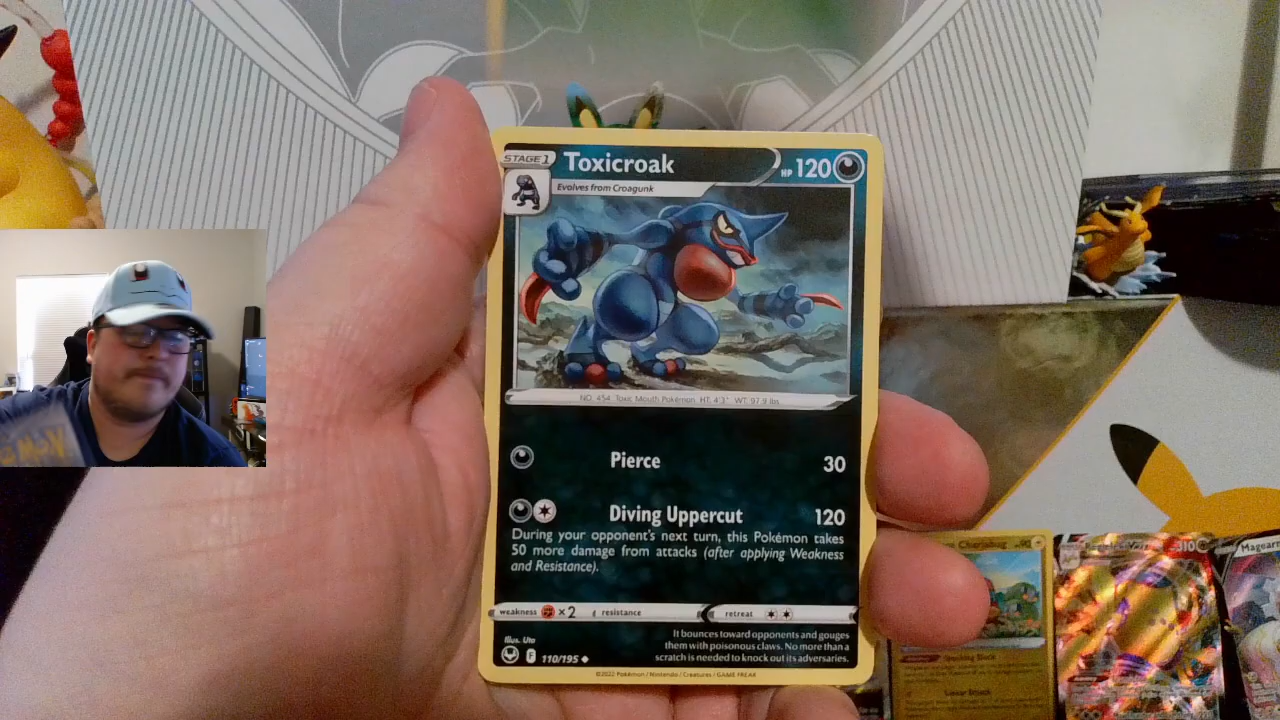 STAGE 1
Toxicroak
HP 120
Evolves from Croagunk
NO. 454 Toxic Mouth Pokémon HT: 4'3" WT: 97.9 lbs.
Pierce 30
Diving Uppercut 120
During your opponent's next turn, this Pokémon takes
50 more damage from attacks (after applying Weakness
and Resistance).
weakness ×2 resistance retreat
Illus. Uta
It bounces toward opponents and gouges
them with poisonous claws. No more than a
scratch is needed to knock out its adversaries.
F 110/195
©2022 Pokémon / Nintendo / Creatures / GAME FREAK
310
Magearn